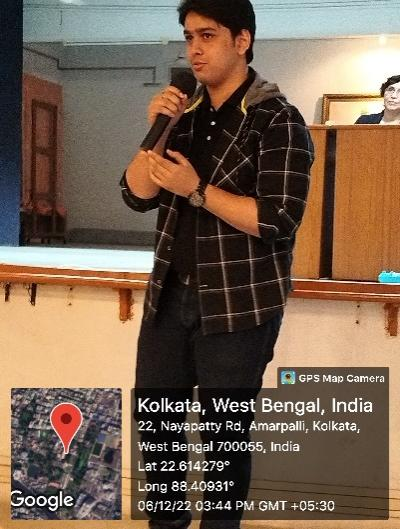 GPS Map Camera
Kolkata, West Bengal, India
22, Nayapatty Rd, Amarpalli, Kolkata,
West Bengal 700055, India
Lat 22.614279°
Long 88.40931°
06/12/22 03:44 PM GMT +05:30
Google